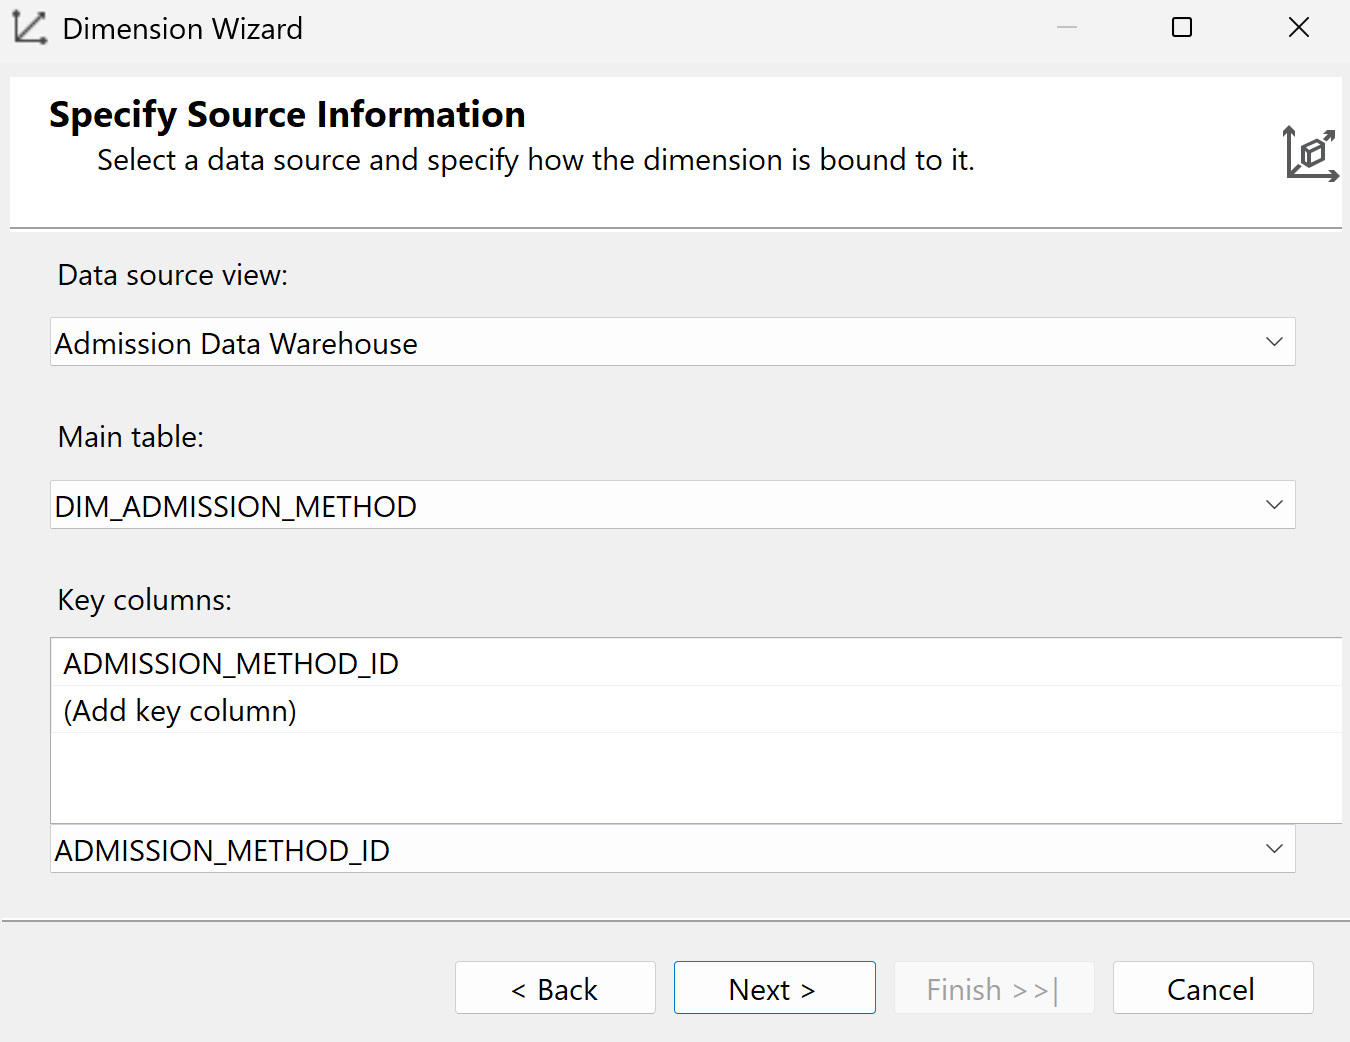 Dimension Wizard
Specify Source Information
Select a data source and specify how the dimension is bound to it.
Data source view:
Admission Data Warehouse
Main table:
DIM_ADMISSION_METHOD
Key columns:
ADMISSION_METHOD_ID
(Add key column)
ADMISSION_METHOD_ID
< Back
Next >
Finish >>|
Cancel